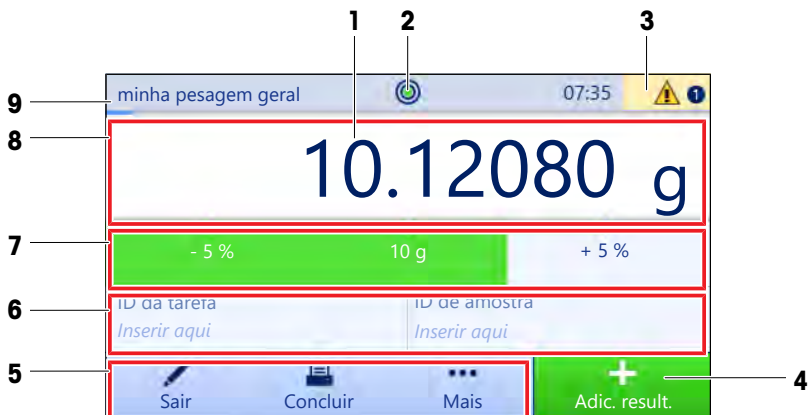 1 2 3
9 minha pesagem geral 07:35 1
8 10.12080 g
7 - 5 % 10 g + 5 %
6 ID da tarefa ID de amostra
Inserir aqui Inserir aqui
5 Sair Concluir Mais Adic. result. 4